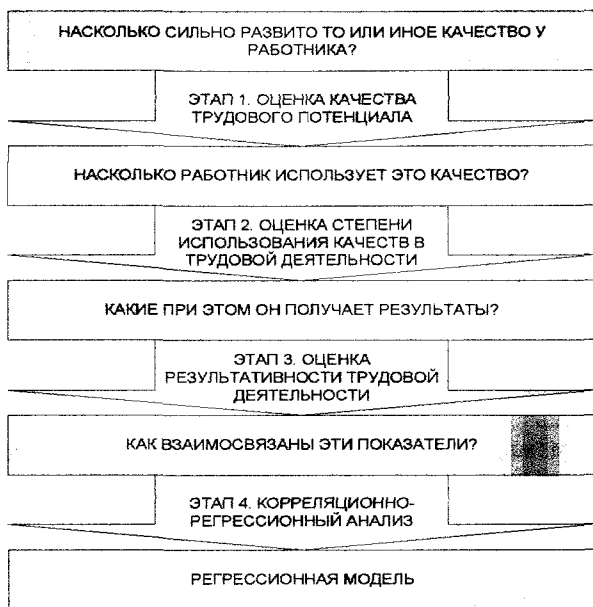 НАСКОЛЬКО СИЛЬНО РАЗВИТО ТО ИЛИ ИНОЕ КАЧЕСТВО У
РАБОТНИКА?
ЭТАП 1. ОЦЕНКА КАЧЕСТВА
ТРУДОВОГО ПОТЕНЦИАЛА
НАСКОЛЬКО РАБОТНИК ИСПОЛЬЗУЕТ ЭТО КАЧЕСТВО?
ЭТАП 2. ОЦЕНКА СТЕПЕНИ
ИСПОЛЬЗОВАНИЯ КАЧЕСТВ В
ТРУДОВОЙ ДЕЯТЕЛЬНОСТИ
КАКИЕ ПРИ ЭТОМ ОН ПОЛУЧАЕТ РЕЗУЛЬТАТЫ?
ЭТАП 3. ОЦЕНКА
РЕЗУЛЬТАТИВНОСТИ ТРУДОВОЙ
ДЕЯТЕЛЬНОСТИ
КАК ВЗАИМОСВЯЗАНЫ ЭТИ ПОКАЗАТЕЛИ?
ЭТАП 4. КОРРЕЛЯЦИОННО-
РЕГРЕССИОННЫЙ АНАЛИЗ
РЕГРЕССИОННАЯ МОДЕЛЬ